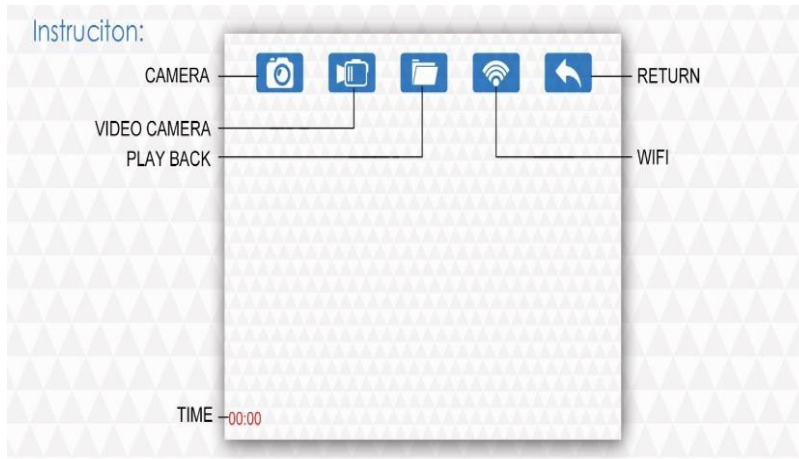 Instruciton:
CAMERA
RETURN
VIDEO CAMERA
PLAY BACK
WIFI
TIME
00:00